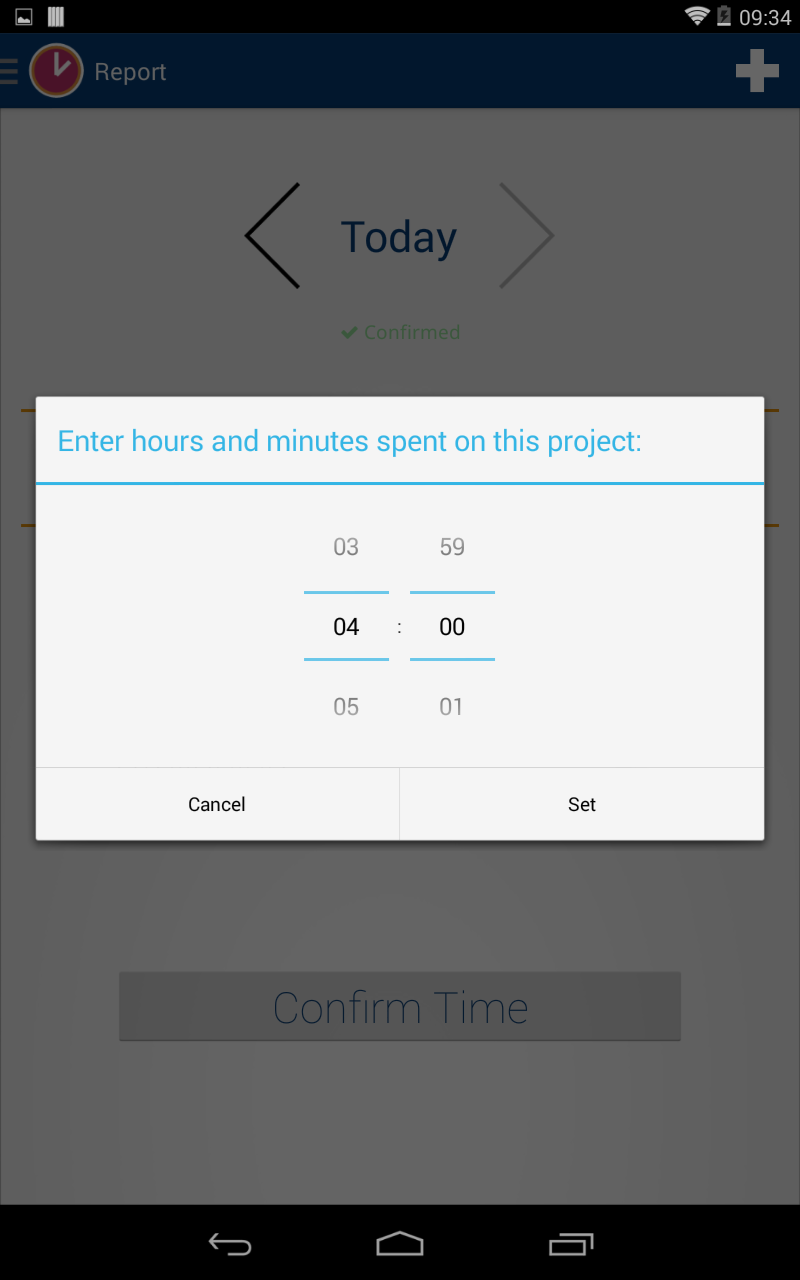 09:34
Report
Today
Confirmed
Enter hours and minutes spent on this project:
03 59
04 : 00
05 01
Cancel Set
Confirm Time